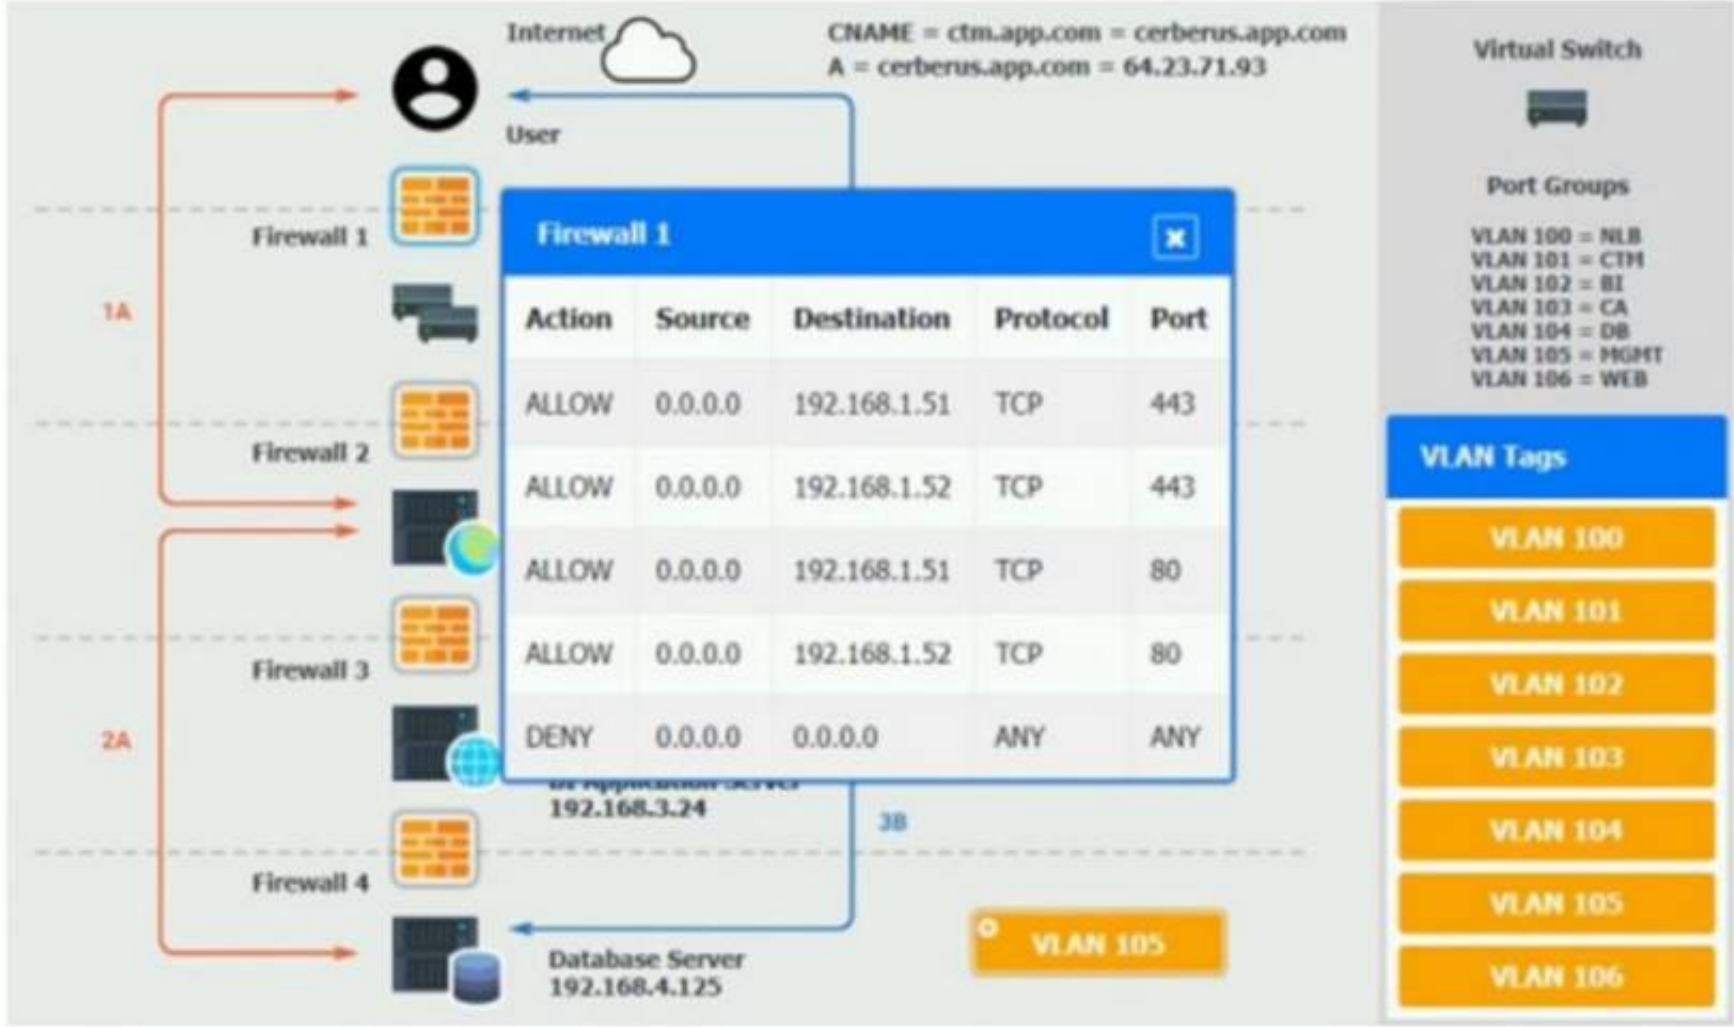 Internet
CNAME = ctm.app.com = cerberus.app.com
A = cerberus.app.com = 64.23.71.93
User
Firewall 1
1A
Firewall 2
Firewall 3
2A
Firewall 4
Firewall 1
x
Action Source Destination Protocol Port
ALLOW 0.0.0.0 192.168.1.51 TCP 443
ALLOW 0.0.0.0 192.168.1.52 TCP 443
ALLOW 0.0.0.0 192.168.1.51 TCP 80
ALLOW 0.0.0.0 192.168.1.52 TCP 80
DENY 0.0.0.0 0.0.0.0 ANY ANY
BI Application Server
192.168.3.24
3B
Database Server
192.168.4.125
VLAN 105
Virtual Switch
Port Groups
VLAN 100 = NLB
VLAN 101 = CTM
VLAN 102 = BI
VLAN 103 = CA
VLAN 104 = DB
VLAN 105 = MGMT
VLAN 106 = WEB
VLAN Tags
VLAN 100
VLAN 101
VLAN 102
VLAN 103
VLAN 104
VLAN 105
VLAN 106